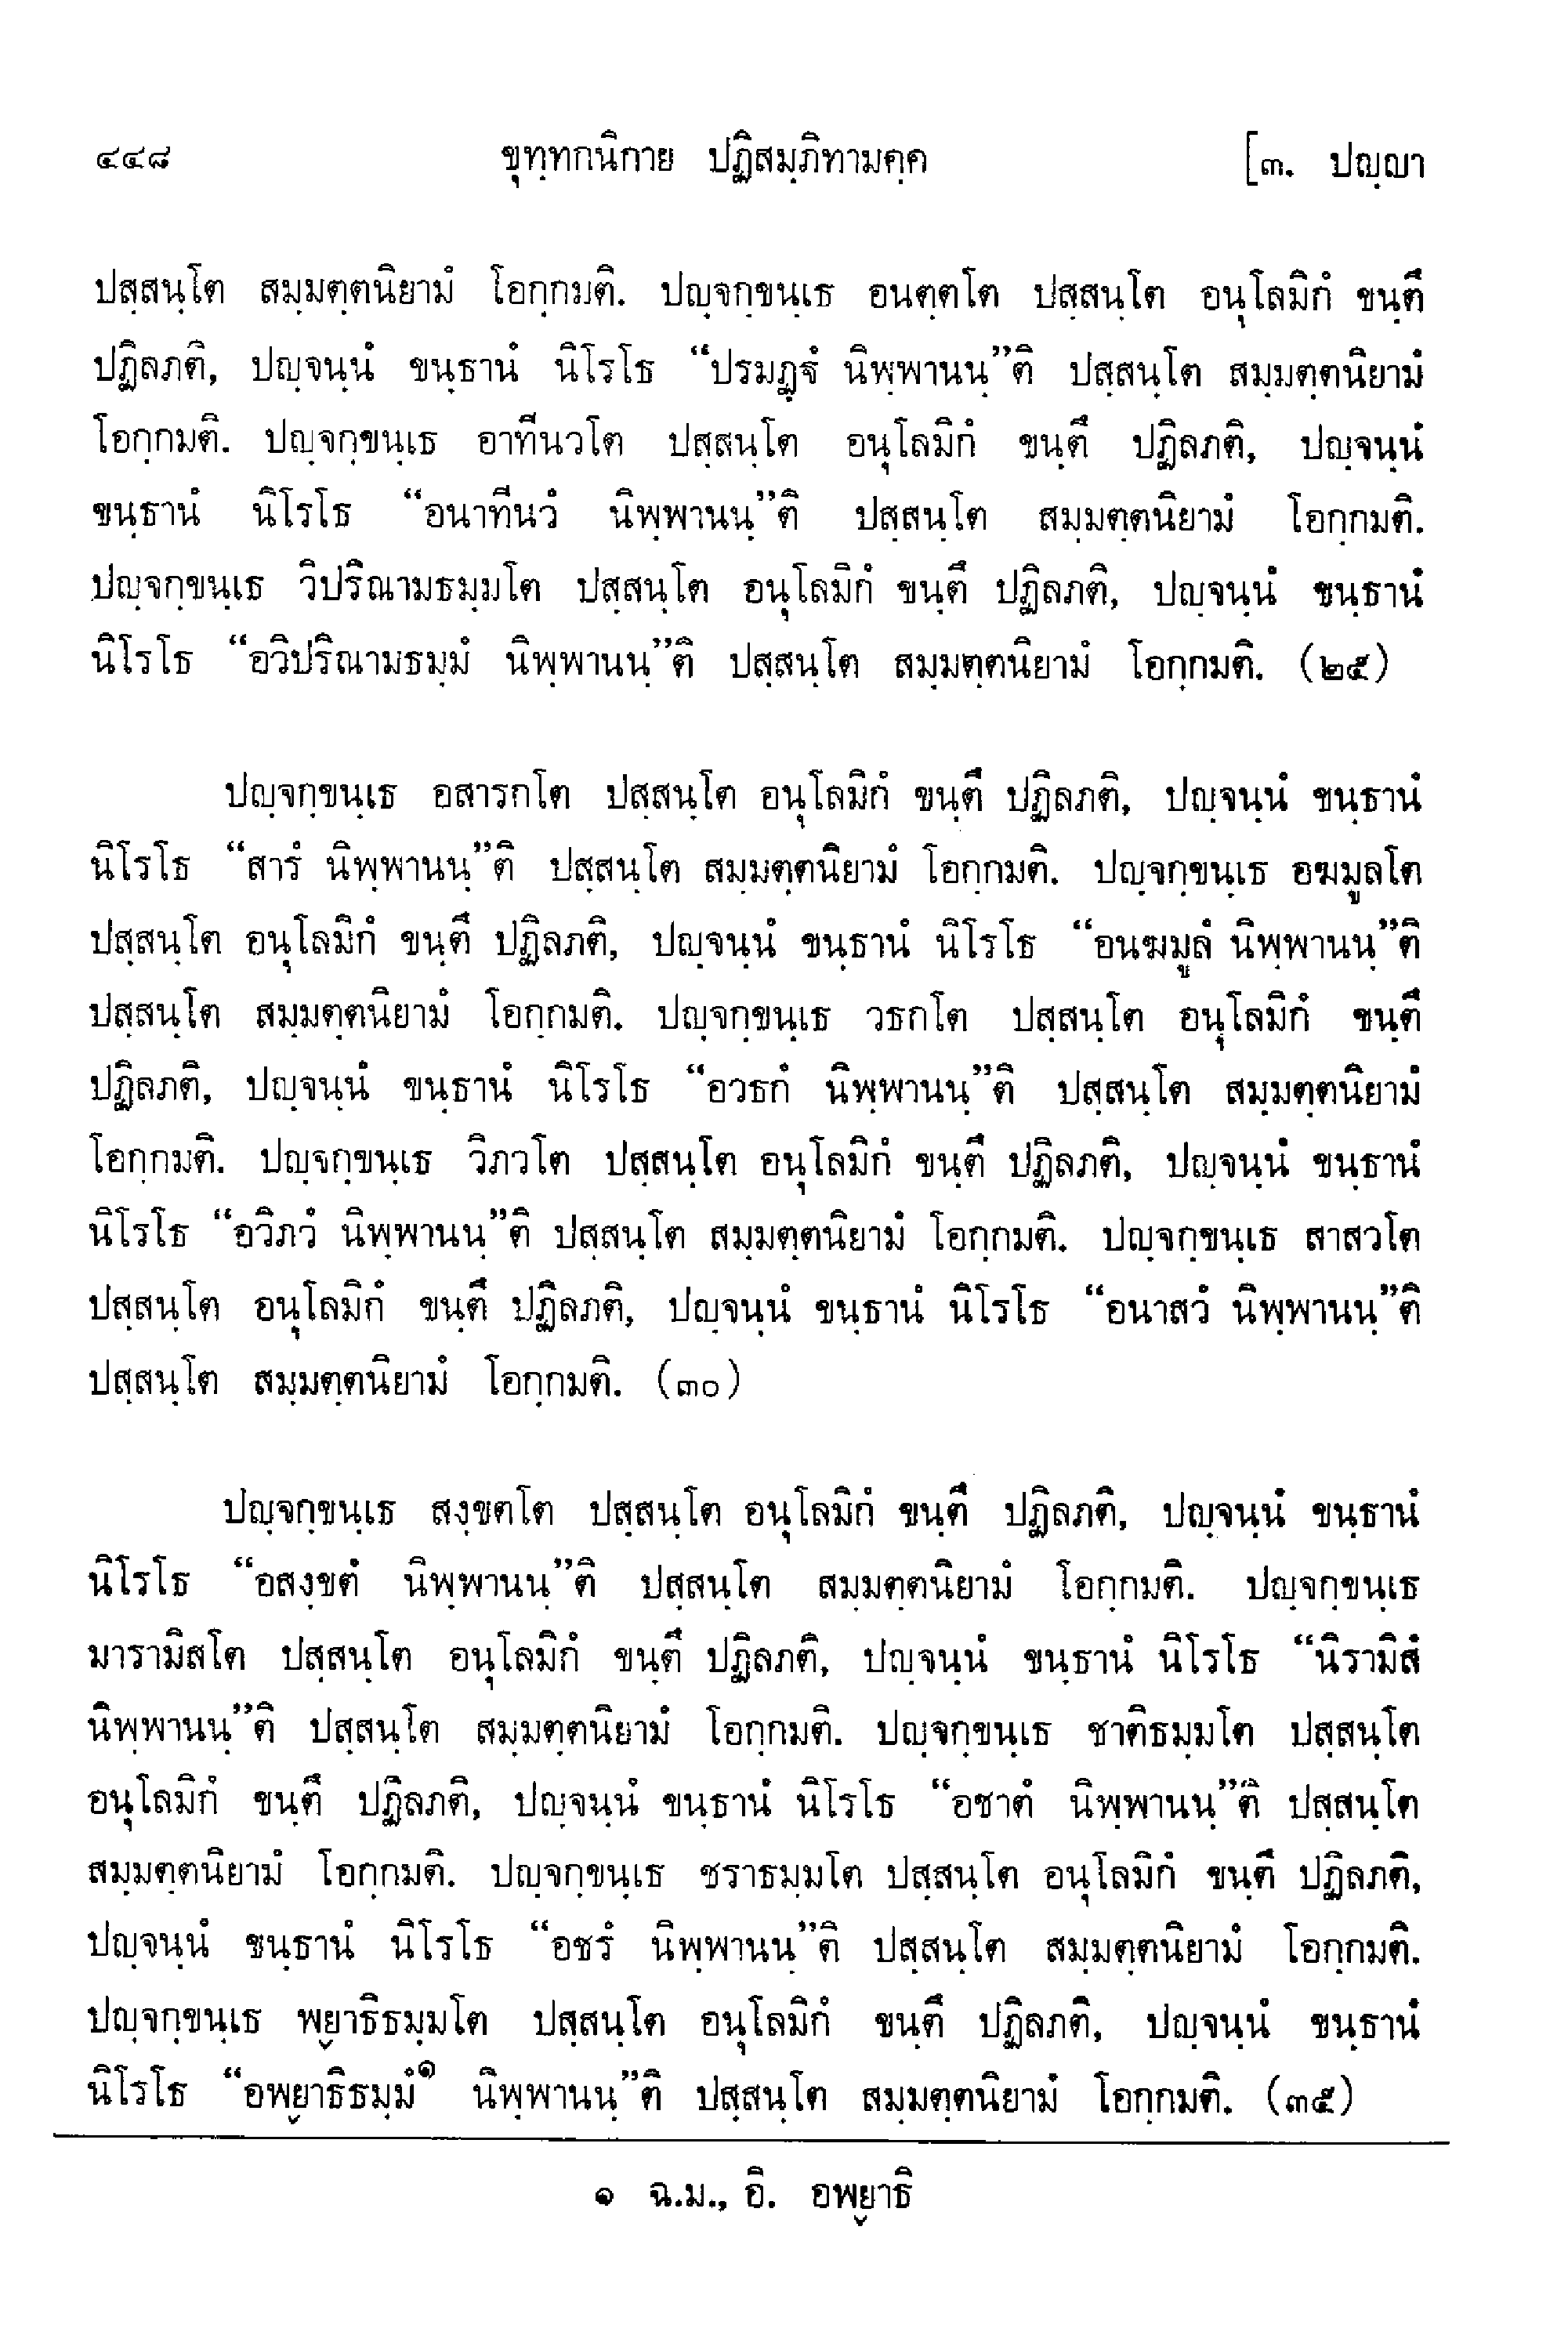 ๔๔๘ ขุทฺทกนิกาย ปฏิสมฺภิทามคฺค [๓. ปญฺญา
ปสฺสนฺโต สมฺมตฺตนิยามํ โอกฺกมติ. ปญฺจกฺขนฺเธ อนตฺตโต ปสฺสนฺโต อนุโลมิกํ ขนฺตึ
ปฏิลภติ, ปญฺจนฺนํ ขนฺธานํ นิโรโธ “ปรมฏฺฐํ นิพฺพานนฺ”ติ ปสฺสนฺโต สมฺมตฺตนิยามํ
โอกฺกมติ. ปญฺจกฺขนฺเธ อาทีนวโต ปสฺสนฺโต อนุโลมิกํ ขนฺตึ ปฏิลภติ, ปญฺจนฺนํ
ขนฺธานํ นิโรโธ “อนาทีนวํ นิพฺพานนฺ”ติ ปสฺสนฺโต สมฺมตฺตนิยามํ โอกฺกมติ.
ปญฺจกฺขนฺเธ วิปริณามธมฺมโต ปสฺสนฺโต อนุโลมิกํ ขนฺตึ ปฏิลภติ, ปญฺจนฺนํ ขนฺธานํ
นิโรโธ “อวิปริณามธมฺมํ นิพฺพานนฺ”ติ ปสฺสนฺโต สมฺมตฺตนิยามํ โอกฺกมติ. (๒๕)
ปญฺจกฺขนฺเธ อสารกโต ปสฺสนฺโต อนุโลมิกํ ขนฺตึ ปฏิลภติ, ปญฺจนฺนํ ขนฺธานํ
นิโรโธ “สารํ นิพฺพานนฺ”ติ ปสฺสนฺโต สมฺมตฺตนิยามํ โอกฺกมติ. ปญฺจกฺขนฺเธ อฆมูลโต
ปสฺสนฺโต อนุโลมิกํ ขนฺตึ ปฏิลภติ, ปญฺจนฺนํ ขนฺธานํ นิโรโธ “อนฆมูลํ นิพฺพานนฺ”ติ
ปสฺสนฺโต สมฺมตฺตนิยามํ โอกฺกมติ. ปญฺจกฺขนฺเธ วธกโต ปสฺสนฺโต อนุโลมิกํ ขนฺตึ
ปฏิลภติ, ปญฺจนฺนํ ขนฺธานํ นิโรโธ “อวธกํ นิพฺพานนฺ”ติ ปสฺสนฺโต สมฺมตฺตนิยามํ
โอกฺกมติ. ปญฺจกฺขนฺเธ วิภวโต ปสฺสนฺโต อนุโลมิกํ ขนฺตึ ปฏิลภติ, ปญฺจนฺนํ ขนฺธานํ
นิโรโธ “อวิภวํ นิพฺพานนฺ”ติ ปสฺสนฺโต สมฺมตฺตนิยามํ โอกฺกมติ. ปญฺจกฺขนฺเธ สาสวโต
ปสฺสนฺโต อนุโลมิกํ ขนฺตึ ปฏิลภติ, ปญฺจนฺนํ ขนฺธานํ นิโรโธ “อนาสวํ นิพฺพานนฺ”ติ
ปสฺสนฺโต สมฺมตฺตนิยามํ โอกฺกมติ. (๓๐)
ปญฺจกฺขนฺเธ สงฺขตโต ปสฺสนฺโต อนุโลมิกํ ขนฺตึ ปฏิลภติ, ปญฺจนฺนํ ขนฺธานํ
นิโรโธ “อสงฺขตํ นิพฺพานนฺ”ติ ปสฺสนฺโต สมฺมตฺตนิยามํ โอกฺกมติ. ปญฺจกฺขนฺเธ
มารามิสโต ปสฺสนฺโต อนุโลมิกํ ขนฺตึ ปฏิลภติ, ปญฺจนฺนํ ขนฺธานํ นิโรโธ “นิรามิสํ
นิพฺพานนฺ”ติ ปสฺสนฺโต สมฺมตฺตนิยามํ โอกฺกมติ. ปญฺจกฺขนฺเธ ชาติธมฺมโต ปสฺสนฺโต
อนุโลมิกํ ขนฺตึ ปฏิลภติ, ปญฺจนฺนํ ขนฺธานํ นิโรโธ “อชาตํ นิพฺพานนฺ”ติ ปสฺสนฺโต
สมฺมตฺตนิยามํ โอกฺกมติ. ปญฺจกฺขนฺเธ ชราธมฺมโต ปสฺสนฺโต อนุโลมิกํ ขนฺตึ ปฏิลภติ,
ปญฺจนฺนํ ขนฺธานํ นิโรโธ “อชรํ นิพฺพานนฺ”ติ ปสฺสนฺโต สมฺมตฺตนิยามํ โอกฺกมติ.
ปญฺจกฺขนฺเธ พฺยาธิธมฺมโต ปสฺสนฺโต อนุโลมิกํ ขนฺตึ ปฏิลภติ, ปญฺจนฺนํ ขนฺธานํ
นิโรโธ “อพฺยาธิธมฺมํ๑ นิพฺพานนฺ”ติ ปสฺสนฺโต สมฺมตฺตนิยามํ โอกฺกมติ. (๓๕)
๑ ฉ.ม., อิ. อพฺยาธิ